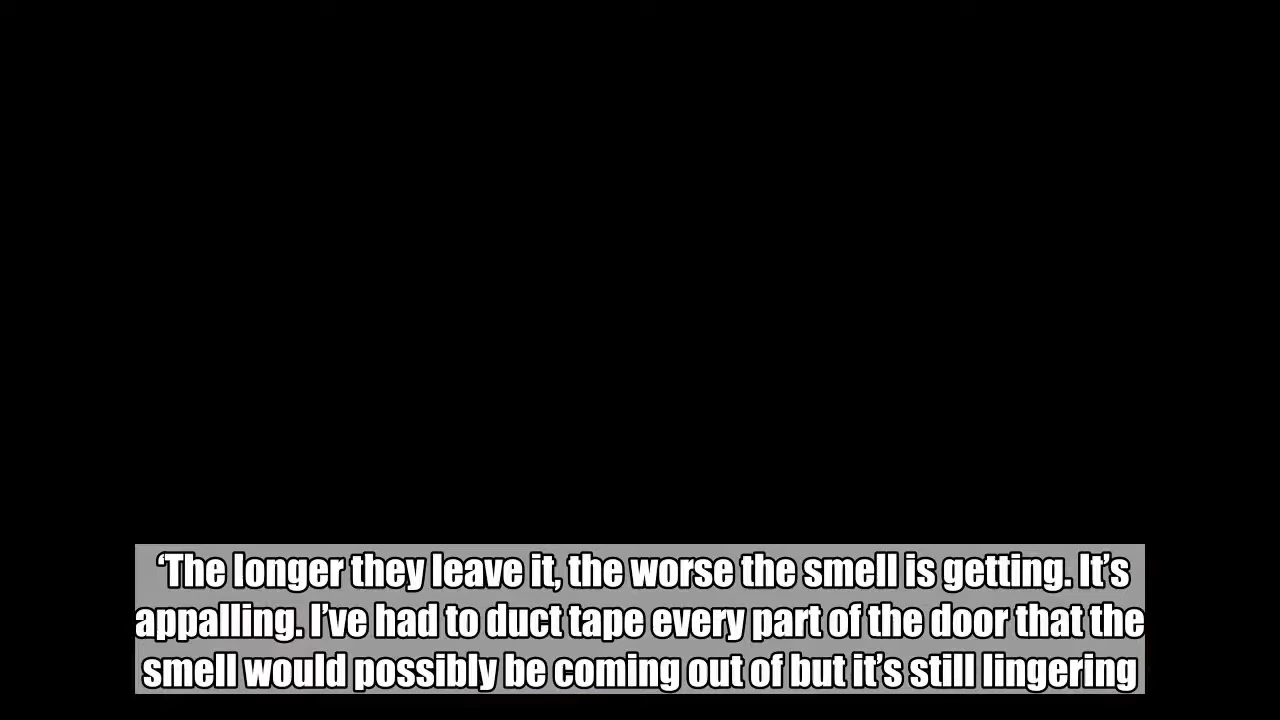 ‘The longer they leave it, the worse the smell is getting. It’s
appalling. I’ve had to duct tape every part of the door that the
smell would possibly be coming out of but it’s still lingering